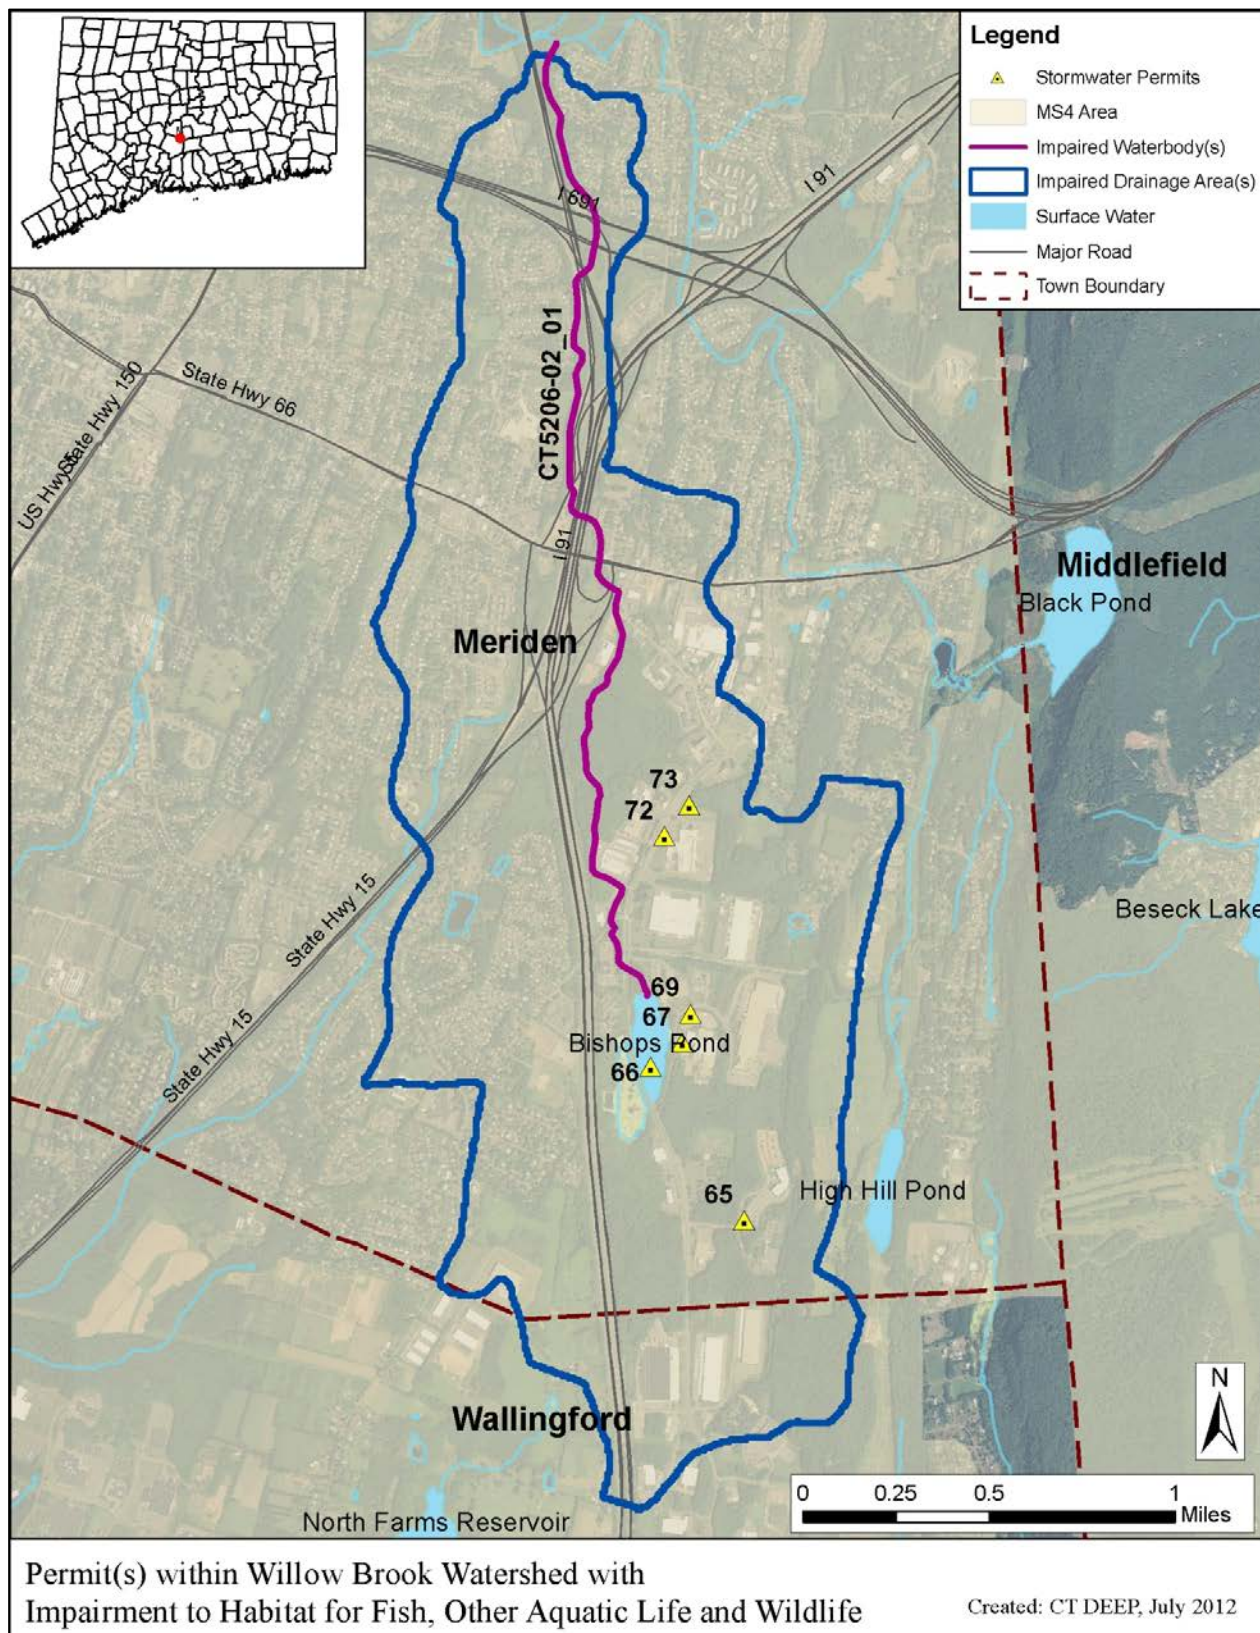 Legend
Stormwater Permits
MS4 Area
Impaired Waterbody(s)
Impaired Drainage Area(s)
Surface Water
Major Road
Town Boundary
I 91
I 691
CT5206-02_01
State Hwy 150
State Hwy 66
US Hwy 5
I 91
Middlefield
Black Pond
Meriden
73
72
State Hwy 15
Beseck Lake
69
67
Bishops Pond
66
State Hwy 15
65
High Hill Pond
Wallingford
North Farms Reservoir
N
0 0.25 0.5 1
Miles
Permit(s) within Willow Brook Watershed with
Impairment to Habitat for Fish, Other Aquatic Life and Wildlife
Created: CT DEEP, July 2012